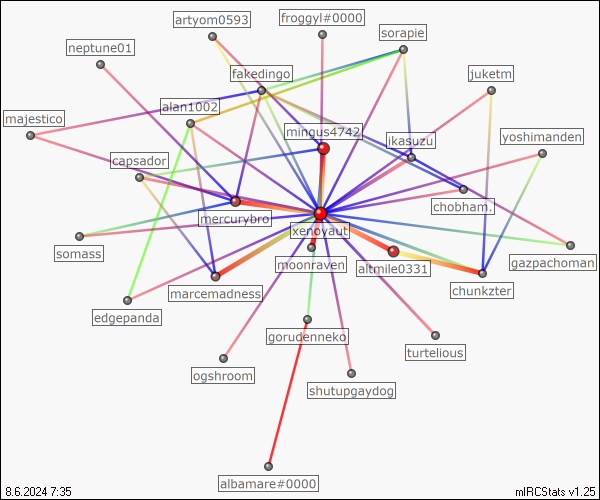 artyom0593
froggyl#0000
sorapie
neptune01
fakedingo
juketm
alan1002
majestico
mingus4742
ikasuzu
yoshimanden
capsador
chobham.
mercurybro
xenoyaut
somass
gazpachoman
moonraven
altmile0331
marcemadness
chunkzter
edgepanda
gorudenneko
turtelious
ogshroom
shutupgaydog
albamare#0000
8.6.2024 7:35
mIRCStats v1.25